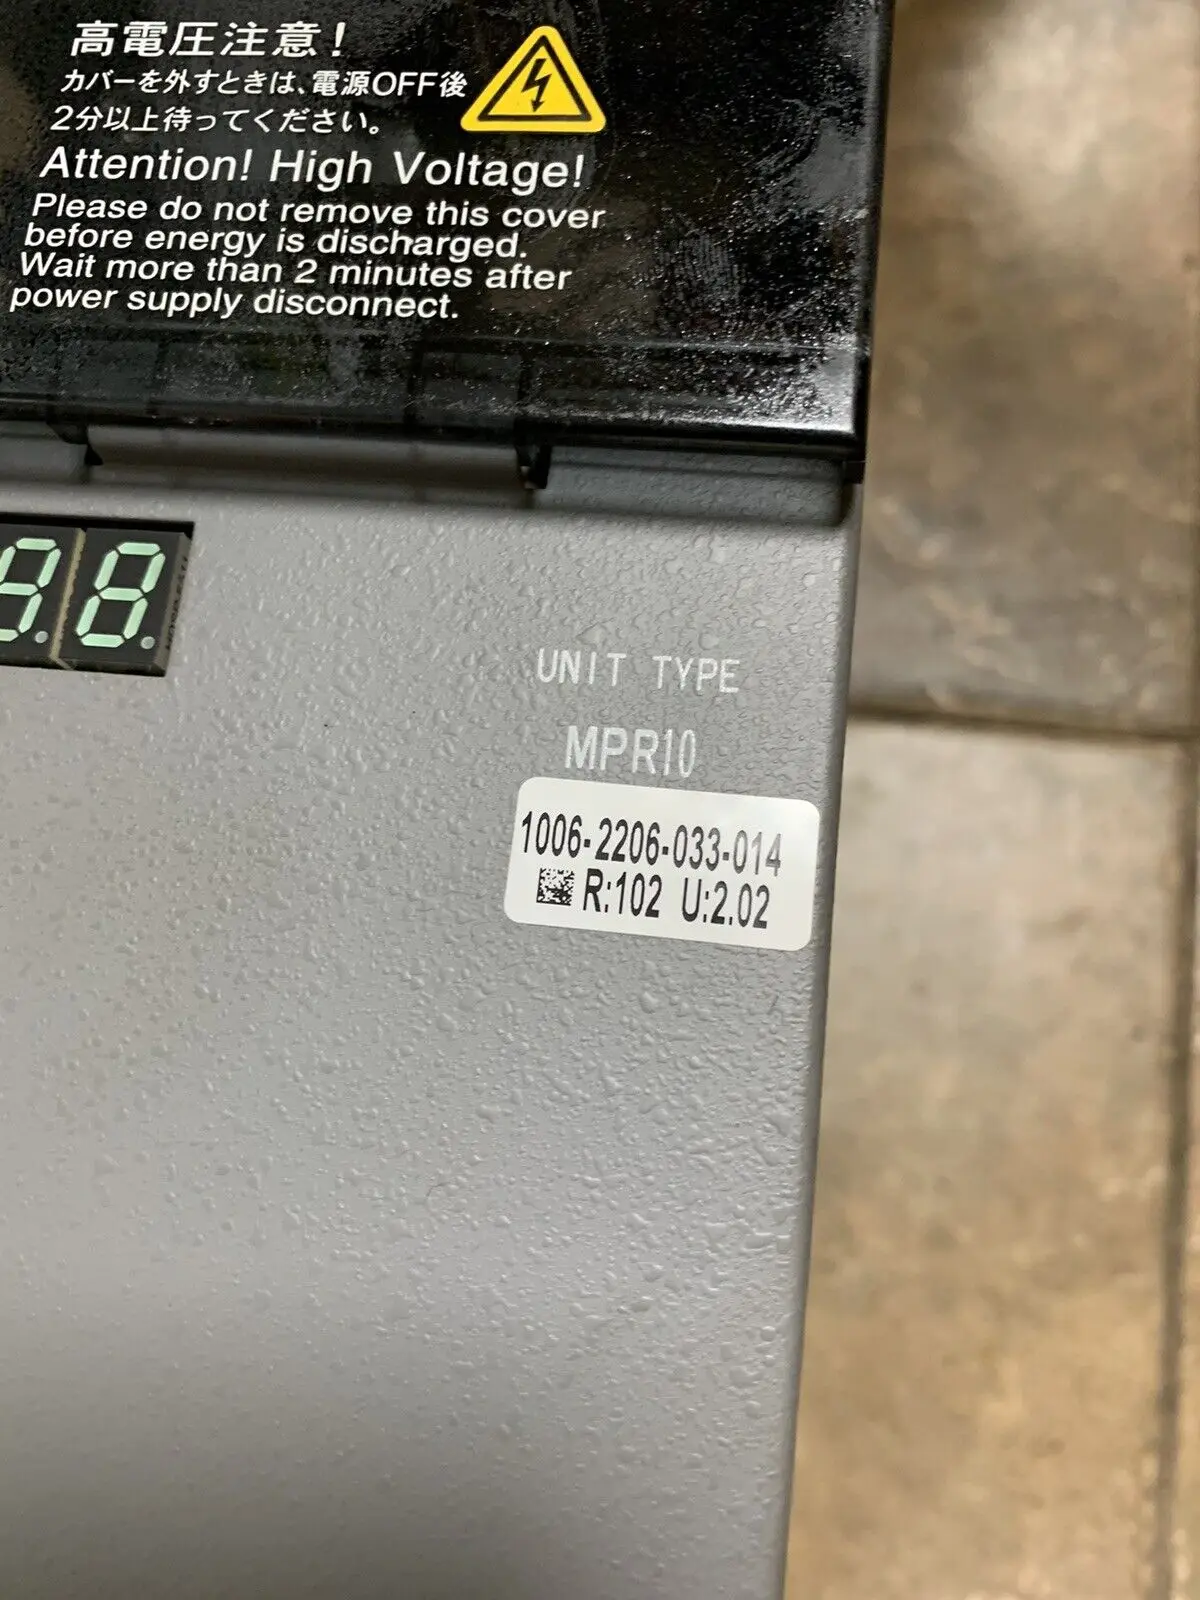 高電圧注意!
カバーを外すときは、電源OFF後
2分以上待ってください。
Attention! High Voltage!
Please do not remove this cover
before energy is discharged.
Wait more than 2 minutes after
power supply disconnect.
8.8.
UNIT TYPE
MPR10
1006-2206-033-014
R:102 U:2.02